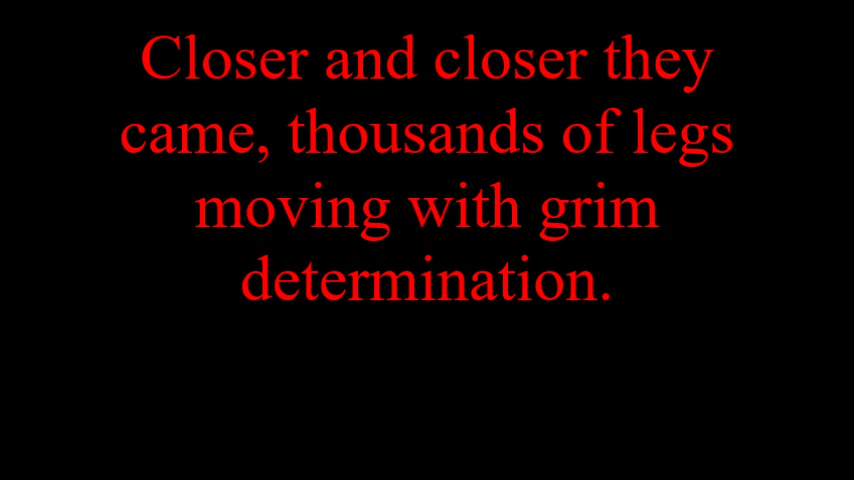 Closer and closer they
came, thousands of legs
moving with grim
determination.